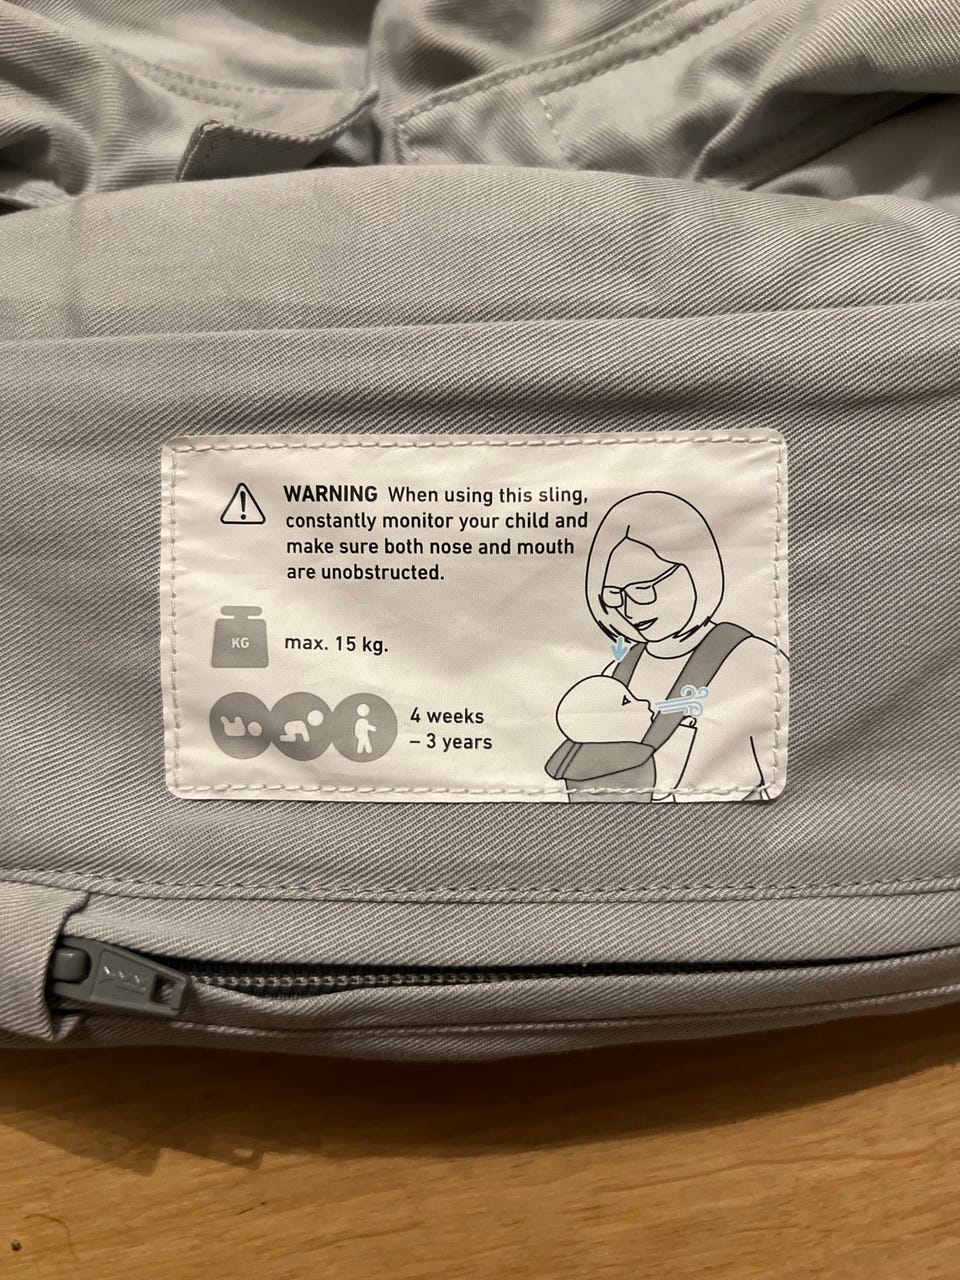 WARNING When using this sling,
constantly monitor your child and
make sure both nose and mouth
are unobstructed.
KG
max. 15 kg.
4 weeks
– 3 years